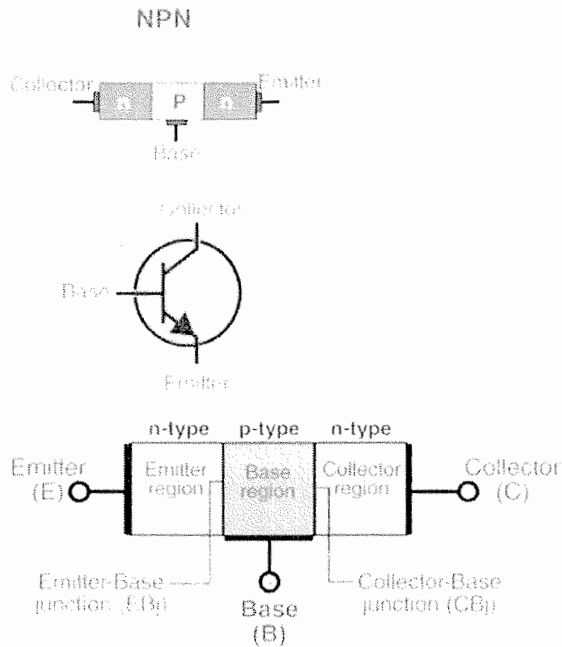 NPN
Collector
Emitter
n
P
n
Base
Collector
Base
Emitter
n-type
p-type
n-type
Emitter
(E)
Emitter
region
Base
region
Collector
region
Collector
(C)
Emitter-Base
junction (EBj)
Base
(B)
Collector-Base
junction (CBj)